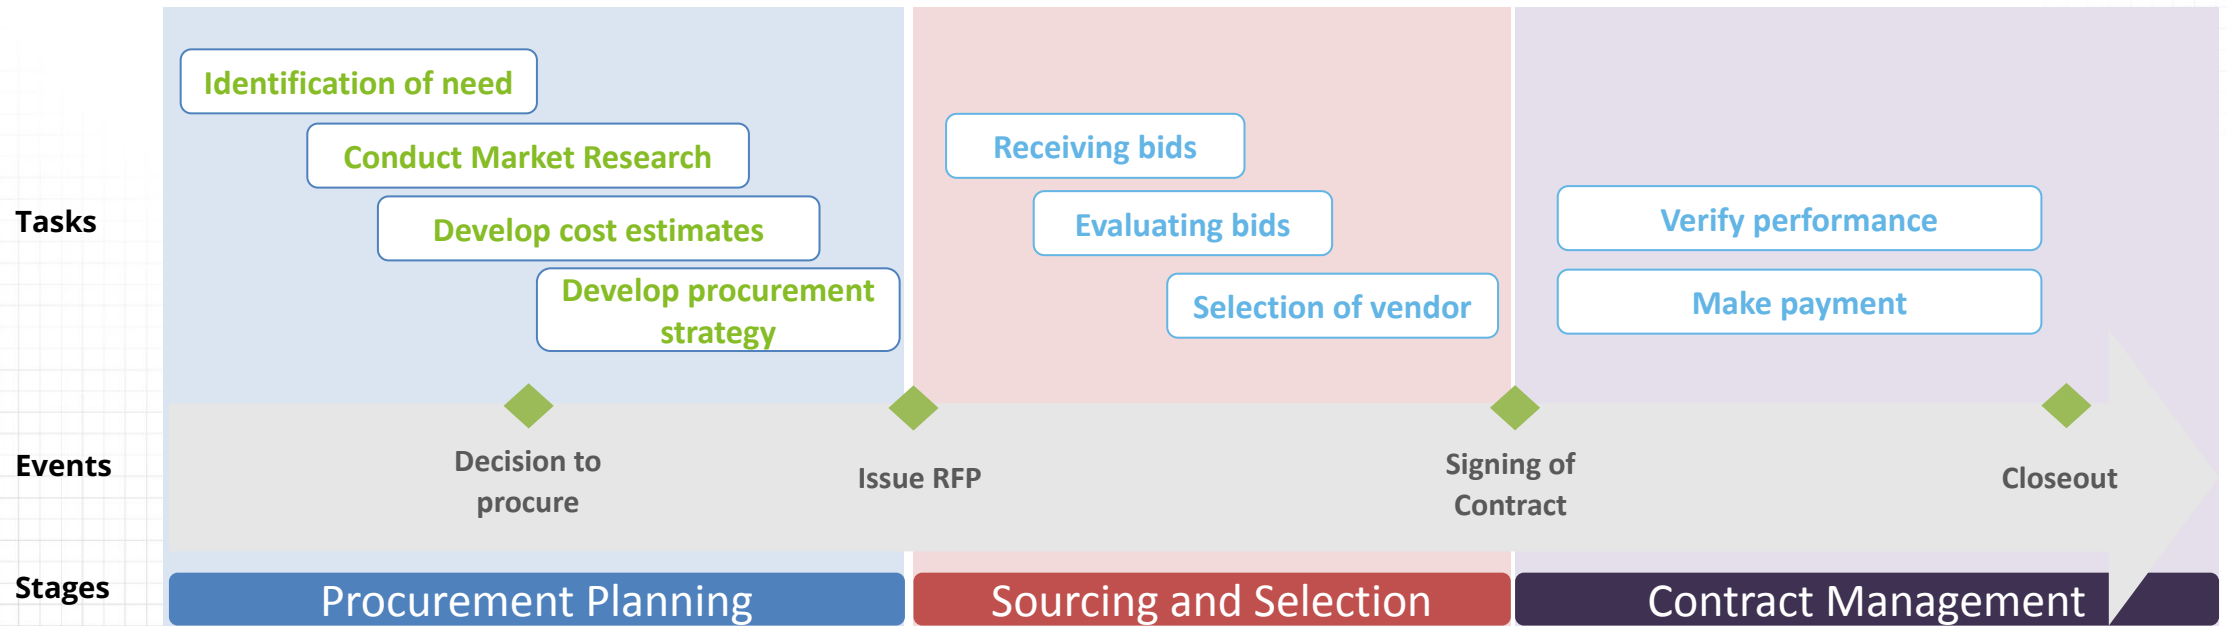 Tasks
Identification of need
Conduct Market Research
Develop cost estimates
Develop procurement
strategy
Receiving bids
Evaluating bids
Selection of vendor
Verify performance
Make payment
Events
Decision to
procure
Issue RFP
Signing of
Contract
Closeout
Stages
Procurement Planning
Sourcing and Selection
Contract Management